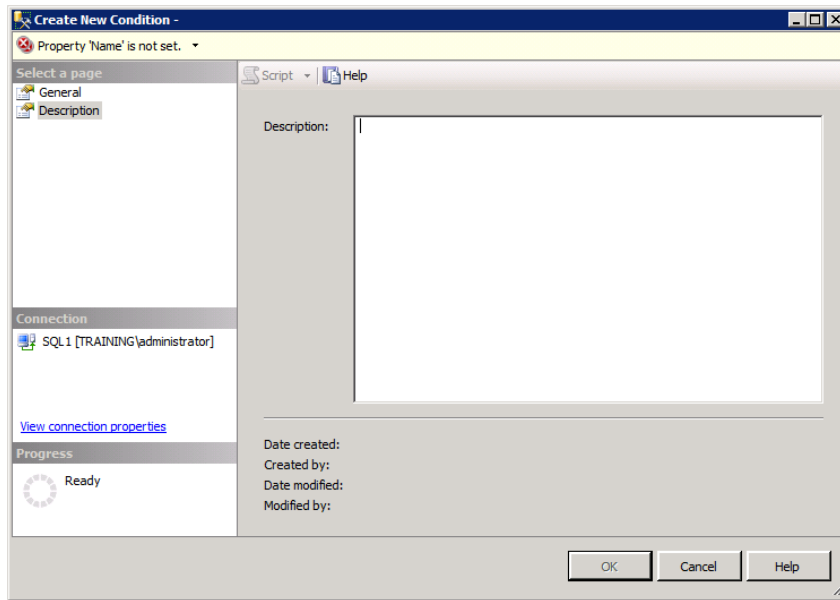 Create New Condition -
Property 'Name' is not set.
Select a page
General
Description
Script
Help
Description:
Connection
SQL1 [TRAINING\administrator]
View connection properties
Progress
Ready
Date created:
Created by:
Date modified:
Modified by:
OK
Cancel
Help